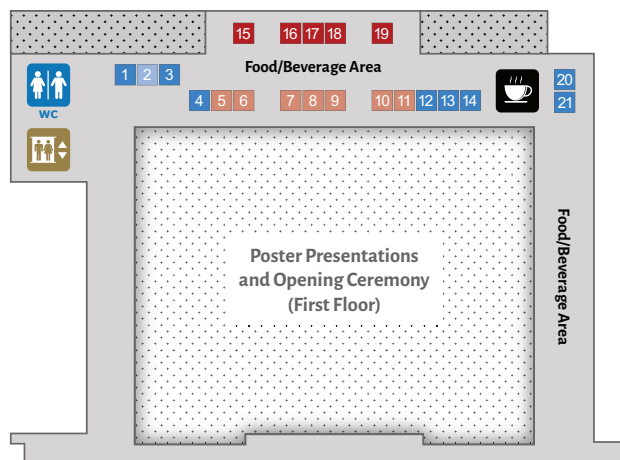 15 16 17 18 19
Food/Beverage Area
1 2 3
20
21
4 5 6 7 8 9 10 11 12 13 14
WC
Poster Presentations
and Opening Ceremony
(First Floor)
Food/Beverage Area